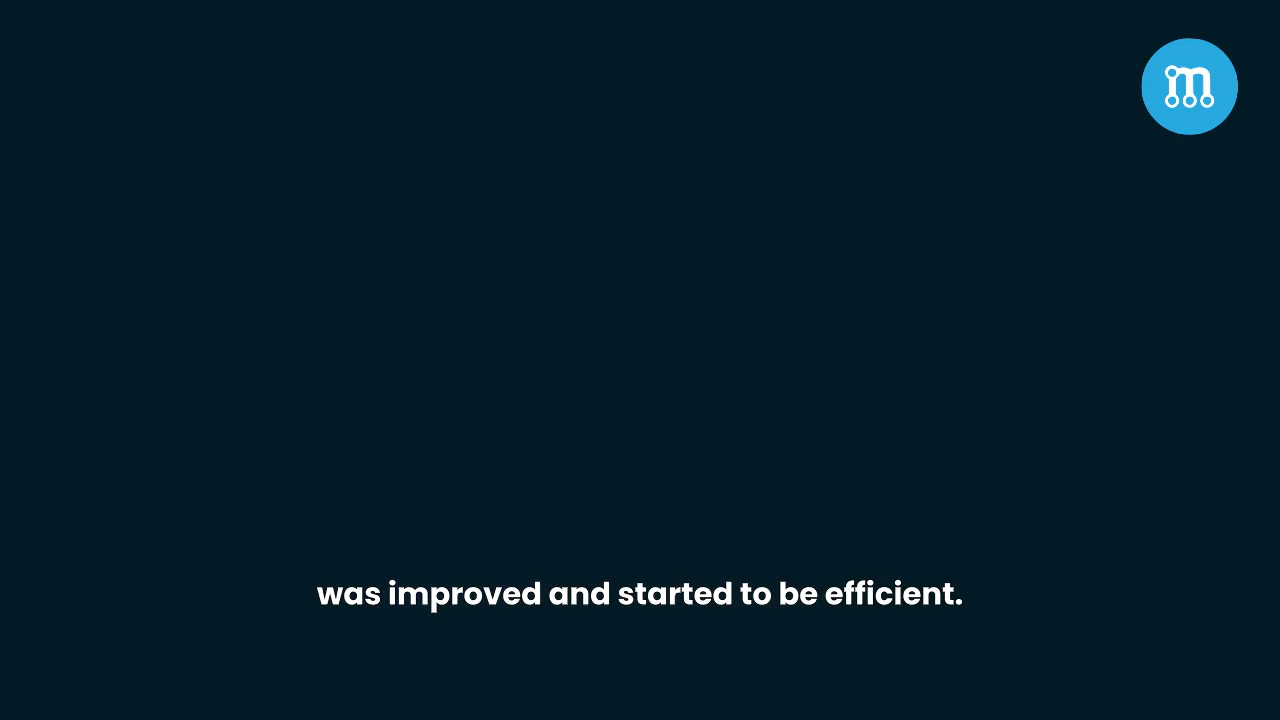 m
was improved and started to be efficient.